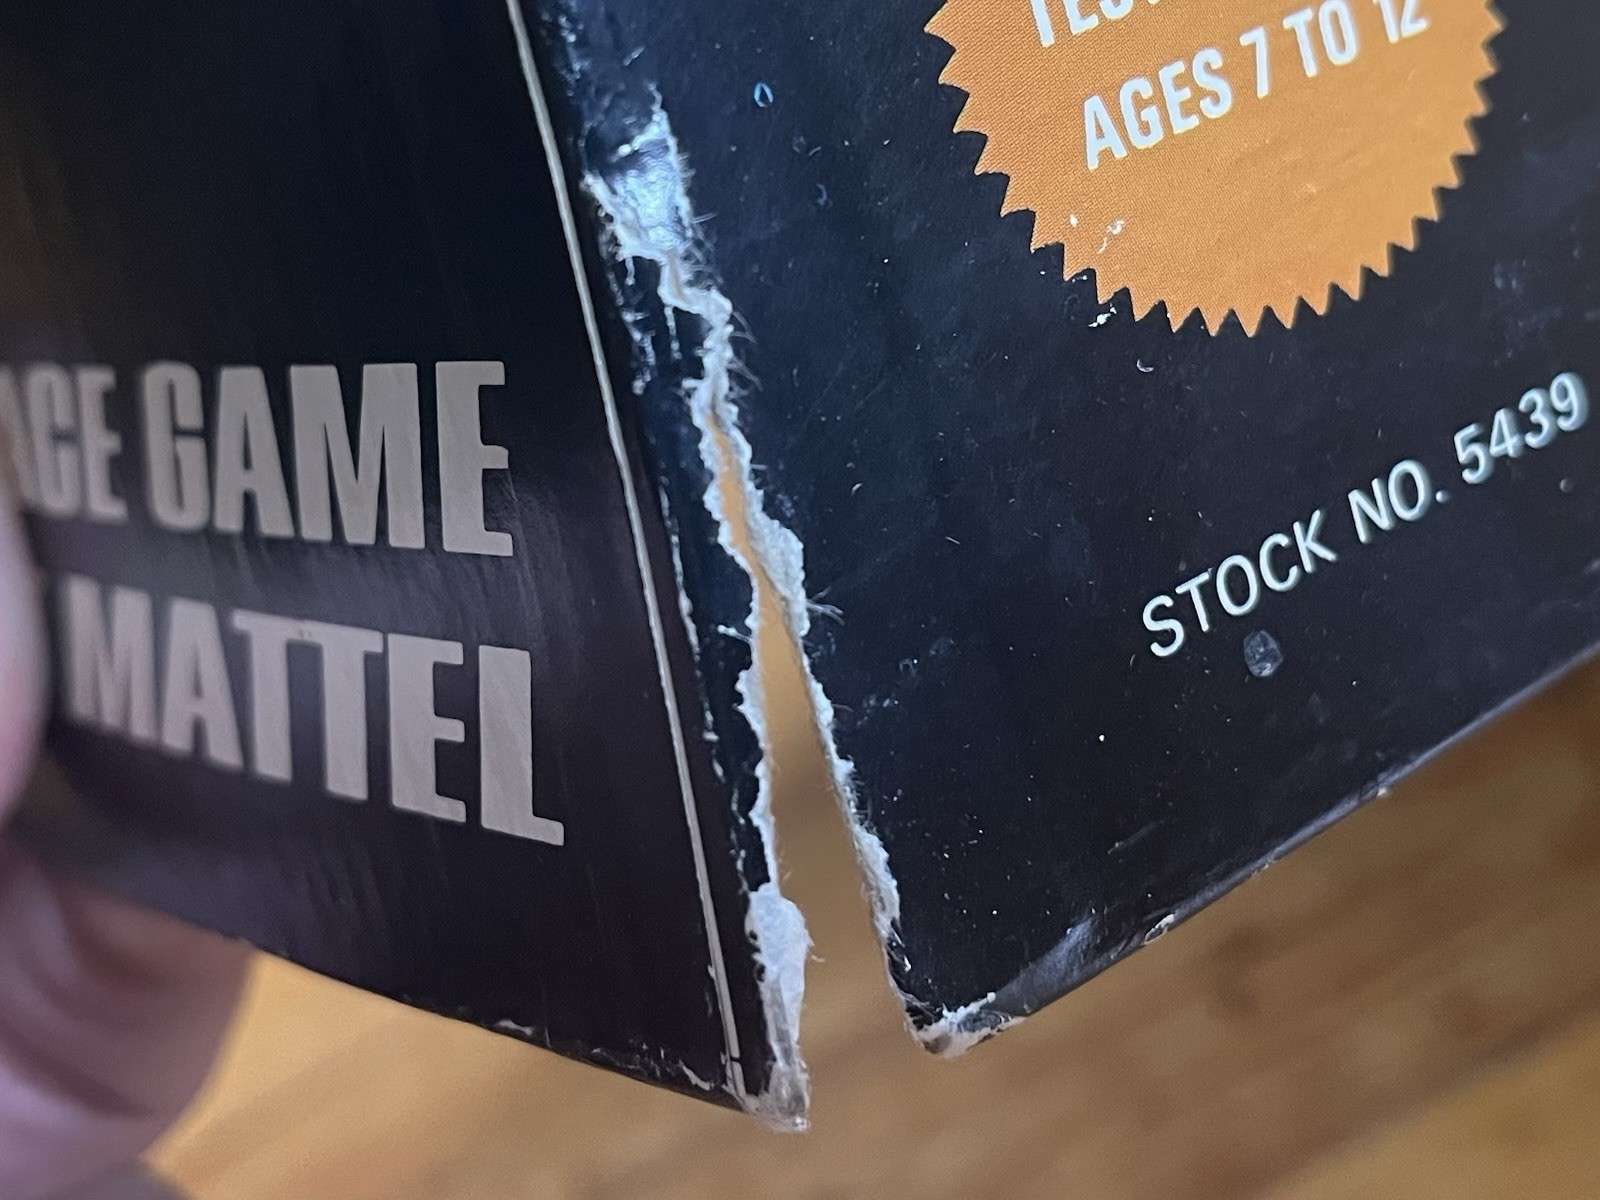 ACE GAME
MATTEL
AGES 7 TO 12
STOCK NO. 5439